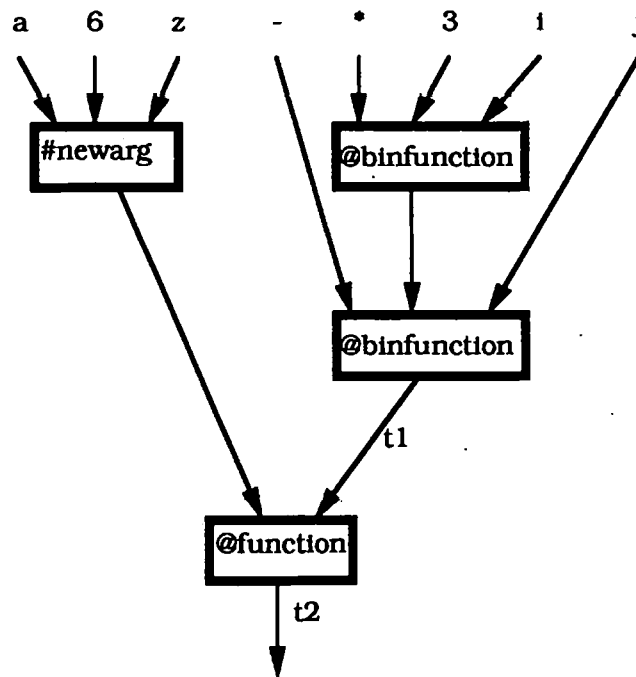 a 6 z - * 3 i
#newarg
@binfunction
@binfunction
t1
@function
t2